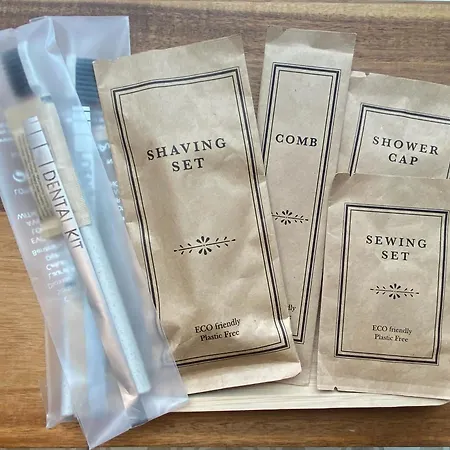 DENTAL KIT
SHAVING
SET
ECO friendly
Plastic Free
COMB
SHOWER
CAP
SEWING
SET
ECO friendly
Plastic Free